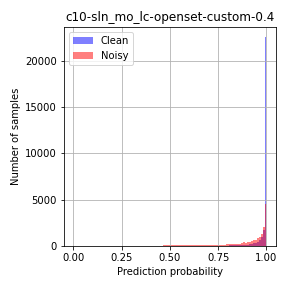 c10-sln_mo_lc-openset-custom-0.4
Clean
Noisy
20000
15000
10000
5000
0
Number of samples
0.00 0.25 0.50 0.75 1.00
Prediction probability